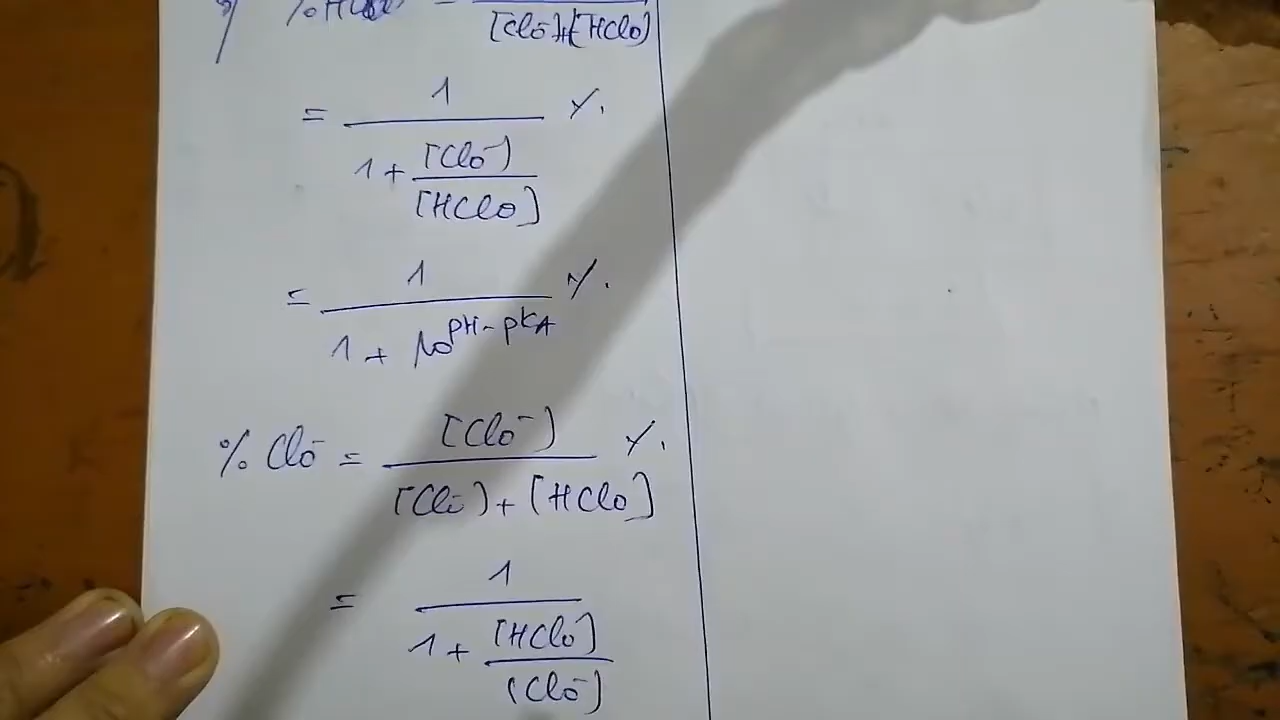 % HClO =
[ClO⁻]+[HClO]
= 1 / (1 + [ClO⁻] / [HClO]) %.
= 1 / (1 + 10^(pH-pKA)) %.
% ClO⁻ = [ClO⁻] / ([ClO⁻] + [HClO]) %.
= 1 / (1 + [HClO⁻] / [ClO⁻])